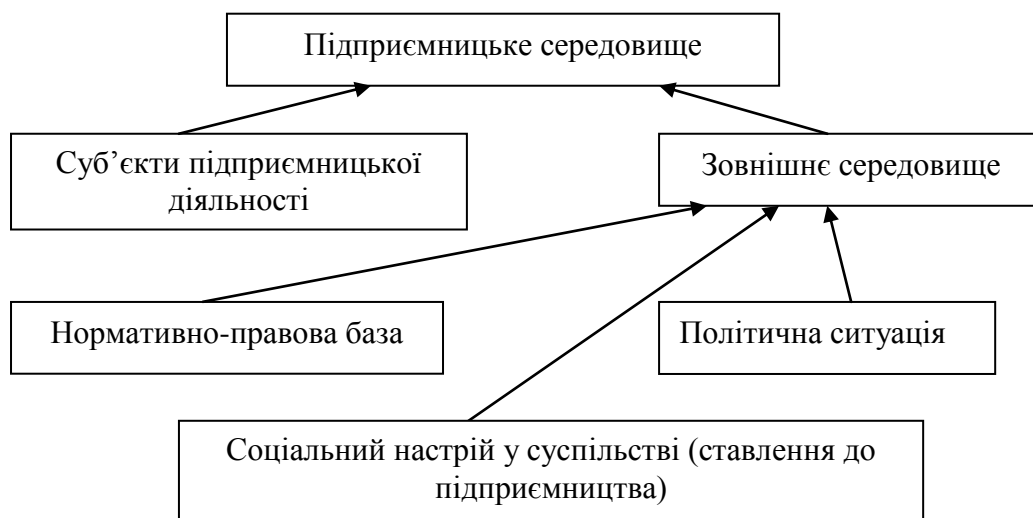 Підприємницьке середовище
Суб’єкти підприємницької
діяльності
Зовнішнє середовище
Нормативно-правова база
Політична ситуація
Соціальний настрій у суспільстві (ставлення до
підприємництва)